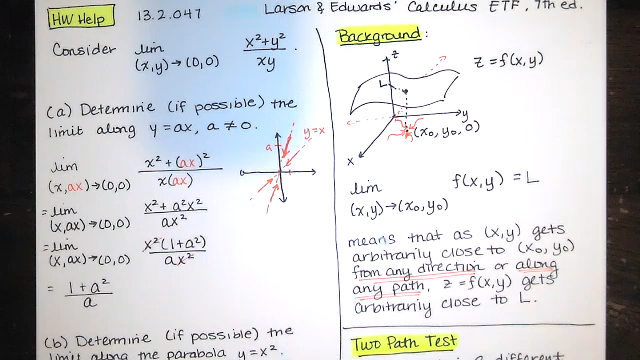 HW Help 13.2.047
Larson & Edwards' Calculus ETF, 7th ed.
Consider lim (x,y)→(0,0) x²+y² / xy
(a) Determine (if possible) the
limit along y=ax, a≠0.
y=x
a
lim (x,ax)→(0,0) x²+(ax)² / x(ax)
= lim (x,ax)→(0,0) x²+a²x² / ax²
= lim (x,ax)→(0,0) x²(1+a²) / ax²
= 1+a² / a
(b) Determine (if possible) the
limit along the parabola y=x².
Background:
z
z=f(x,y)
L
y
(x₀, y₀, 0)
x
lim (x,y)→(x₀,y₀) f(x,y) = L
means that as (x,y) gets
arbitrarily close to (x₀, y₀)
from any direction or along
any path, z=f(x,y) gets
arbitrarily close to L.
Two Path Test
different